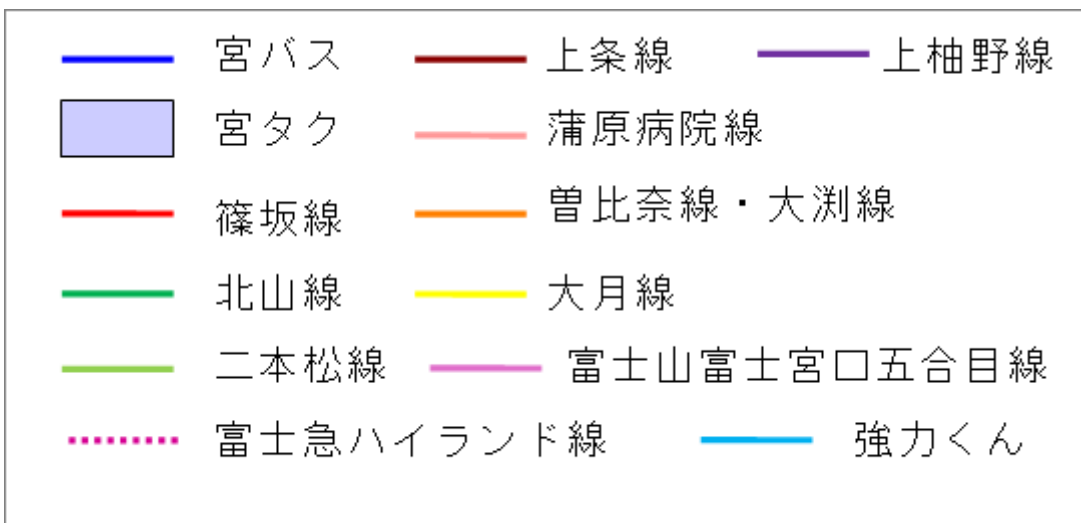 宮バス 上条線 上柚野線
宮タク 蒲原病院線
篠坂線 曽比奈線・大渕線
北山線 大月線
二本松線 富士山富士宮口五合目線
富士急ハイランド線 強力くん